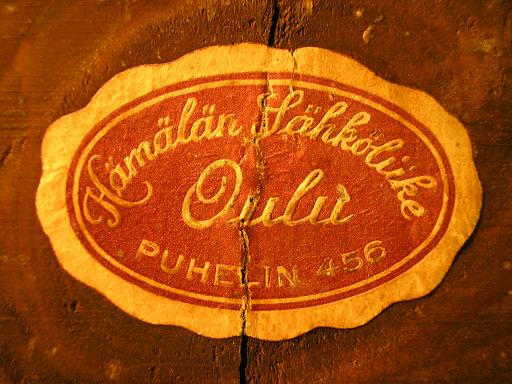 Hämälän Sähköliike
Oulu
PUHELIN 456